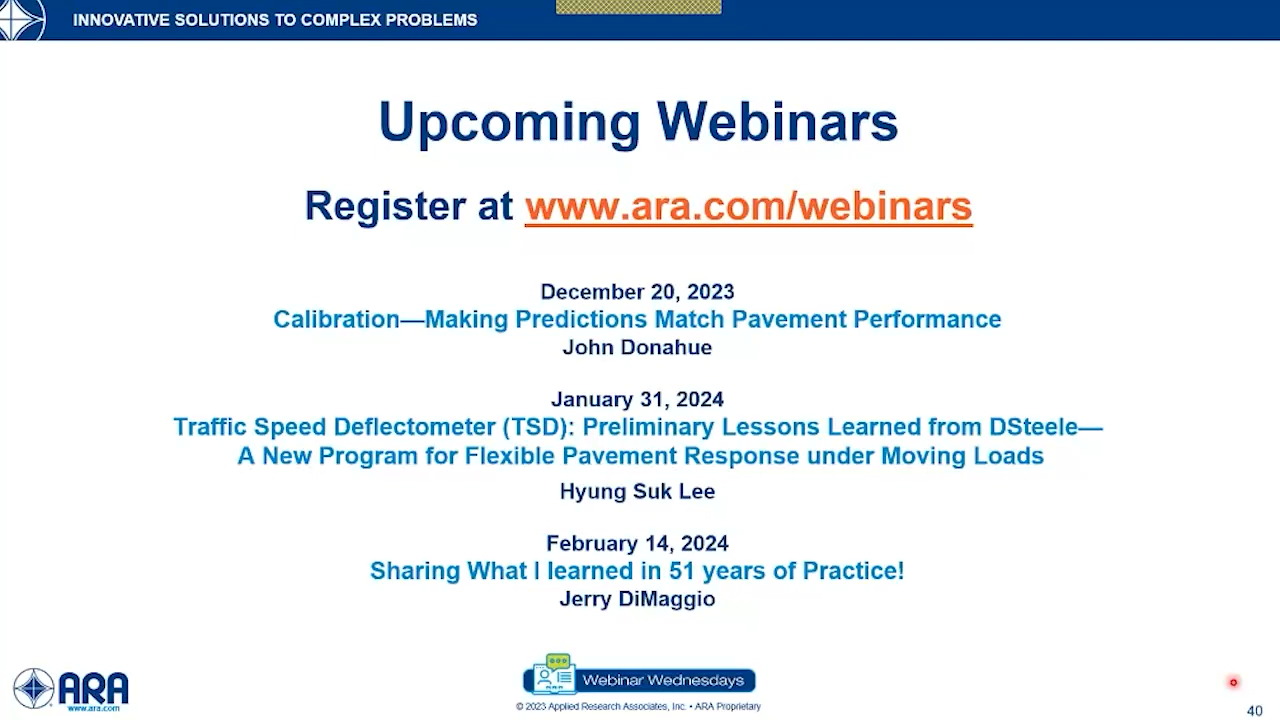 INNOVATIVE SOLUTIONS TO COMPLEX PROBLEMS
Upcoming Webinars
Register at www.ara.com/webinars
December 20, 2023
Calibration—Making Predictions Match Pavement Performance
John Donahue
January 31, 2024
Traffic Speed Deflectometer (TSD): Preliminary Lessons Learned from DSteele—
A New Program for Flexible Pavement Response under Moving Loads
Hyung Suk Lee
February 14, 2024
Sharing What I learned in 51 years of Practice!
Jerry DiMaggio
ARA
www.ara.com
Webinar Wednesdays
© 2023 Applied Research Associates, Inc. • ARA Proprietary
40